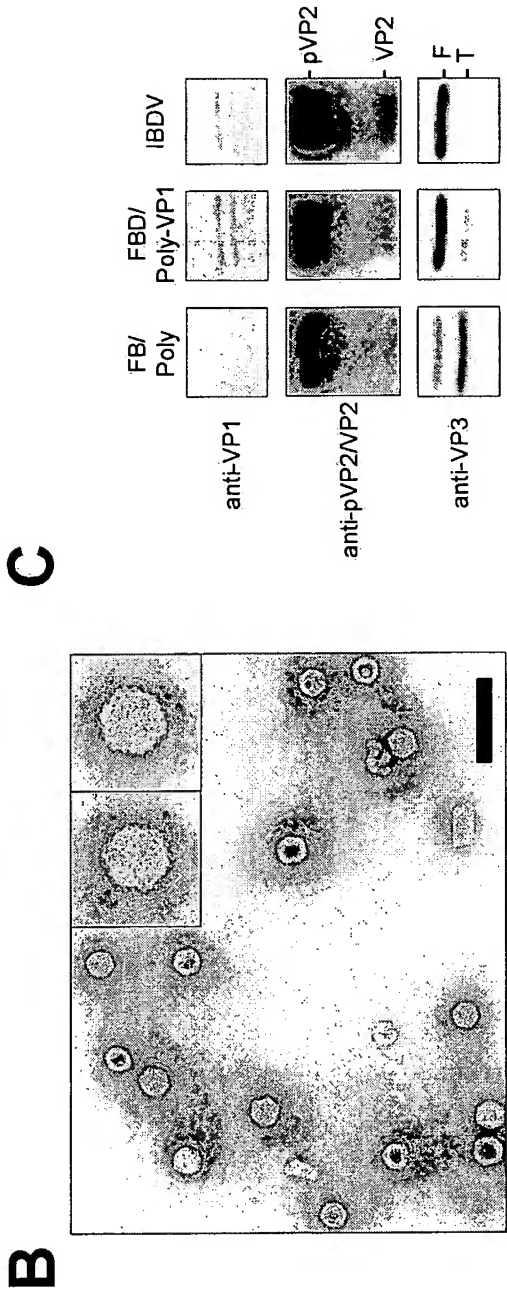 B
C
FB/
Poly
FBD/
Poly-VP1
IBDV
anti-VP1
anti-pVP2/VP2
pVP2
VP2
anti-VP3
F
T